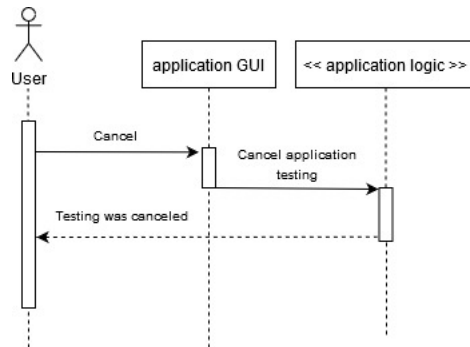 User
application GUI
<< application logic >>
Cancel
Cancel application
testing
Testing was canceled